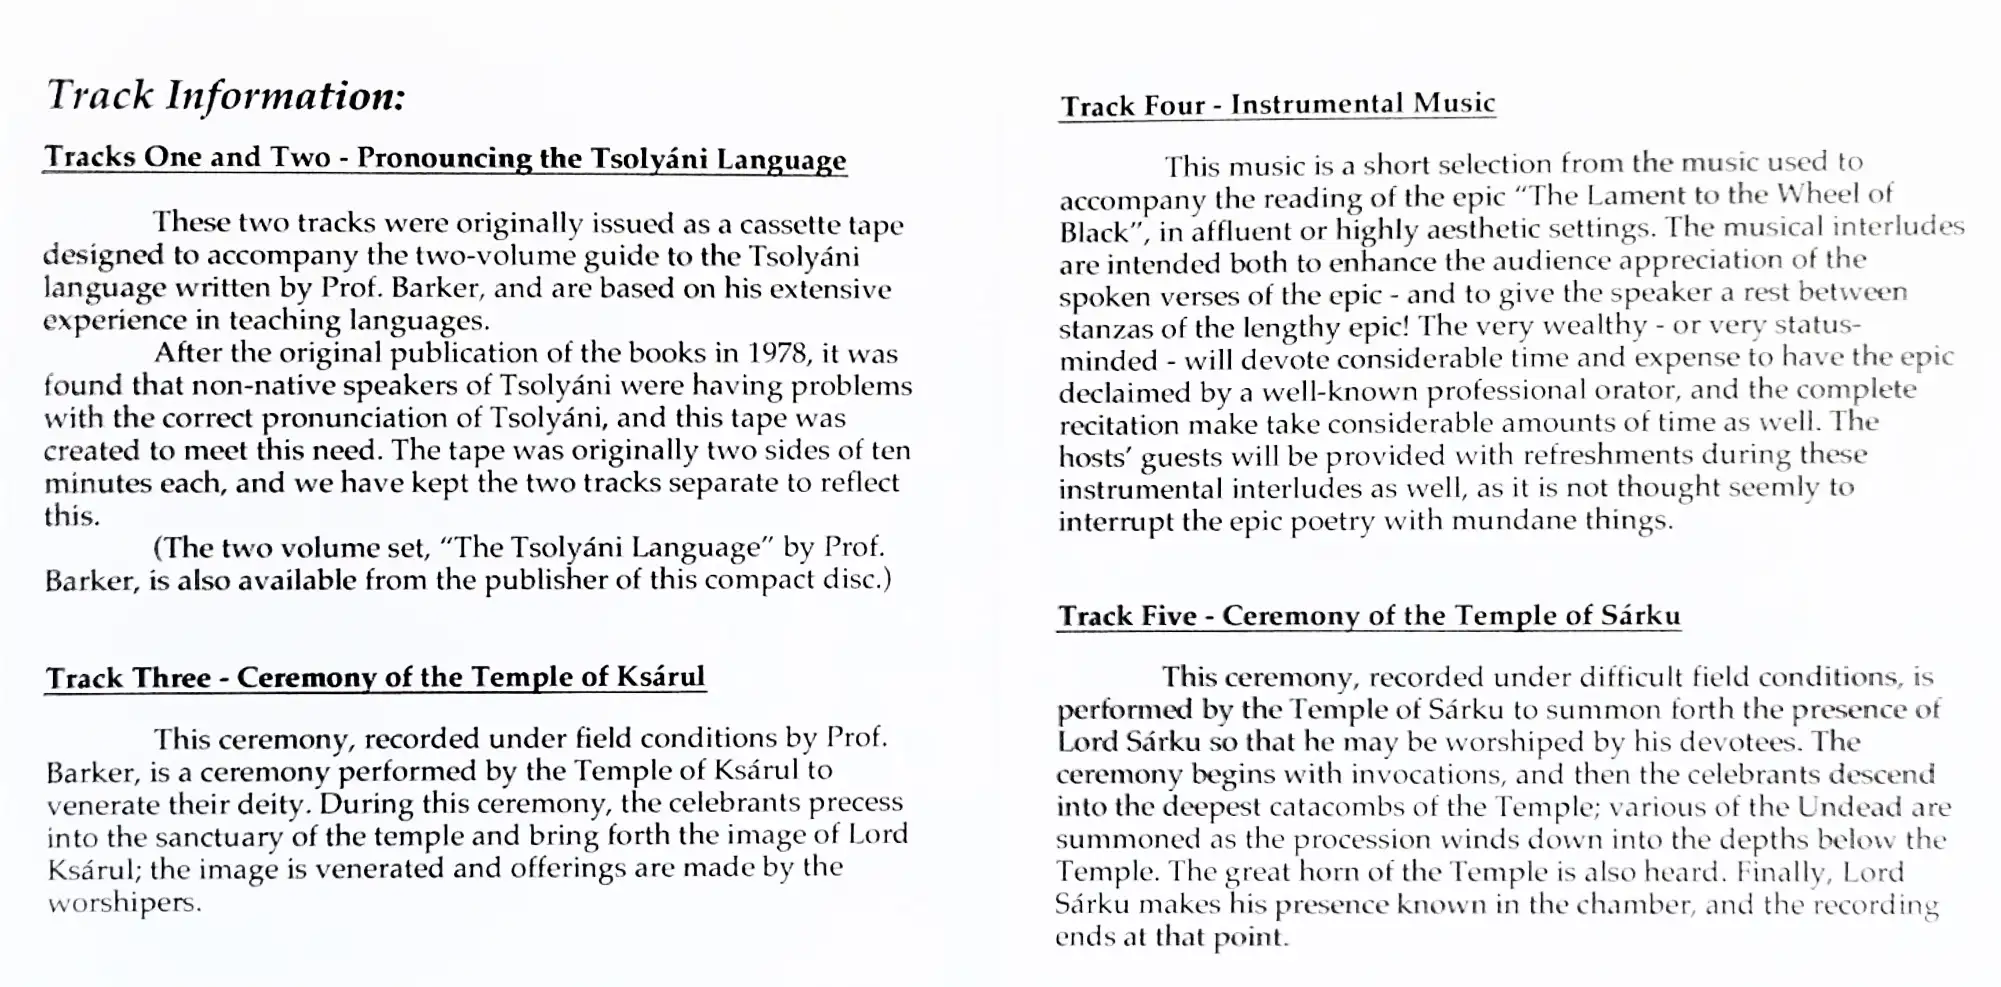 Track Information:
Tracks One and Two - Pronouncing the Tsolyáni Language
These two tracks were originally issued as a cassette tape
designed to accompany the two-volume guide to the Tsolyáni
language written by Prof. Barker, and are based on his extensive
experience in teaching languages.
After the original publication of the books in 1978, it was
found that non-native speakers of Tsolyáni were having problems
with the correct pronunciation of Tsolyáni, and this tape was
created to meet this need. The tape was originally two sides of ten
minutes each, and we have kept the two tracks separate to reflect
this.
(The two volume set, "The Tsolyáni Language" by Prof.
Barker, is also available from the publisher of this compact disc.)
Track Three - Ceremony of the Temple of Ksárul
This ceremony, recorded under field conditions by Prof.
Barker, is a ceremony performed by the Temple of Ksárul to
venerate their deity. During this ceremony, the celebrants precess
into the sanctuary of the temple and bring forth the image of Lord
Ksárul; the image is venerated and offerings are made by the
worshipers.
Track Four - Instrumental Music
This music is a short selection from the music used to
accompany the reading of the epic "The Lament to the Wheel of
Black", in affluent or highly aesthetic settings. The musical interludes
are intended both to enhance the audience appreciation of the
spoken verses of the epic - and to give the speaker a rest between
stanzas of the lengthy epic! The very wealthy - or very status-
minded - will devote considerable time and expense to have the epic
declaimed by a well-known professional orator, and the complete
recitation make take considerable amounts of time as well. The
hosts' guests will be provided with refreshments during these
instrumental interludes as well, as it is not thought seemly to
interrupt the epic poetry with mundane things.
Track Five - Ceremony of the Temple of Sárku
This ceremony, recorded under difficult field conditions, is
performed by the Temple of Sárku to summon forth the presence of
Lord Sárku so that he may be worshiped by his devotees. The
ceremony begins with invocations, and then the celebrants descend
into the deepest catacombs of the Temple; various of the Undead are
summoned as the procession winds down into the depths below the
Temple. The great horn of the Temple is also heard. Finally, Lord
Sárku makes his presence known in the chamber, and the recording
ends at that point.